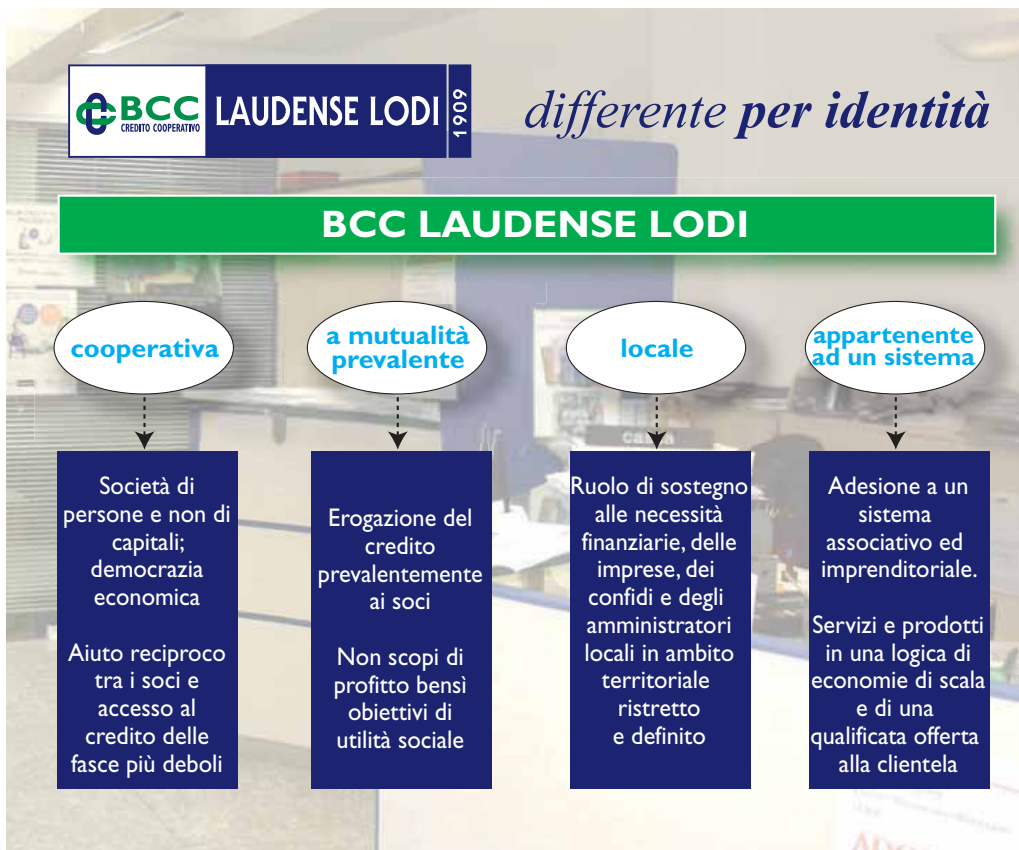 BCC
CREDITO COOPERATIVO
LAUDENSE LODI
1909
differente per identità
BCC LAUDENSE LODI
cooperativa
a mutualità
prevalente
locale
appartenente
ad un sistema
Società di
persone e non di
capitali;
democrazia
economica
Aiuto reciproco
tra i soci e
accesso al
credito delle
fasce più deboli
Erogazione del
credito
prevalentemente
ai soci
Non scopi di
profitto bensì
obiettivi di
utilità sociale
Ruolo di sostegno
alle necessità
finanziarie, delle
imprese, dei
confidi e degli
amministratori
locali in ambito
territoriale
ristretto
e definito
Adesione a un
sistema
associativo ed
imprenditoriale.
Servizi e prodotti
in una logica di
economie di scala
e di una
qualificata offerta
alla clientela
cassa